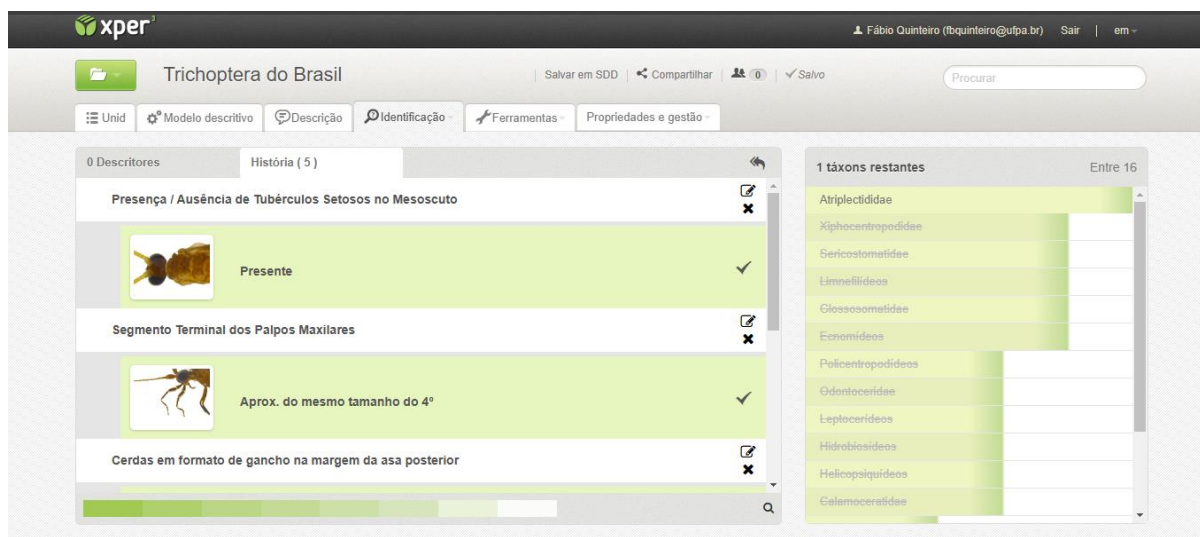 xper³
Fábio Quinteiro (fbquinteiro@ufpa.br) Sair | em
Trichoptera do Brasil
Salvar em SDD | Compartilhar | 0 | Salvo
Procurar
Unid
Modelo descritivo
Descrição
Identificação
Ferramentas
Propriedades e gestão
0 Descritores
História ( 5 )
Presença / Ausência de Tubérculos Setosos no Mesoscuto
Presente
Segmento Terminal dos Palpos Maxilares
Aprox. do mesmo tamanho do 4º
Cerdas em formato de gancho na margem da asa posterior
1 táxons restantes
Entre 16
Atriplectididae
Xiphocentropodidae
Sericostomatidae
Limnefilídeos
Glossosomatidae
Ecnomídeos
Policentropodídeos
Odontoceridae
Leptocerídeos
Hidrobiosídeos
Helicopsiquídeos
Calamoceratidae